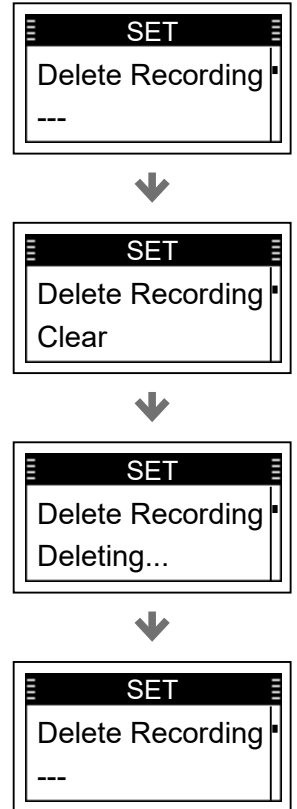 SET
Delete Recording
---
SET
Delete Recording
Clear
SET
Delete Recording
Deleting...
SET
Delete Recording
---